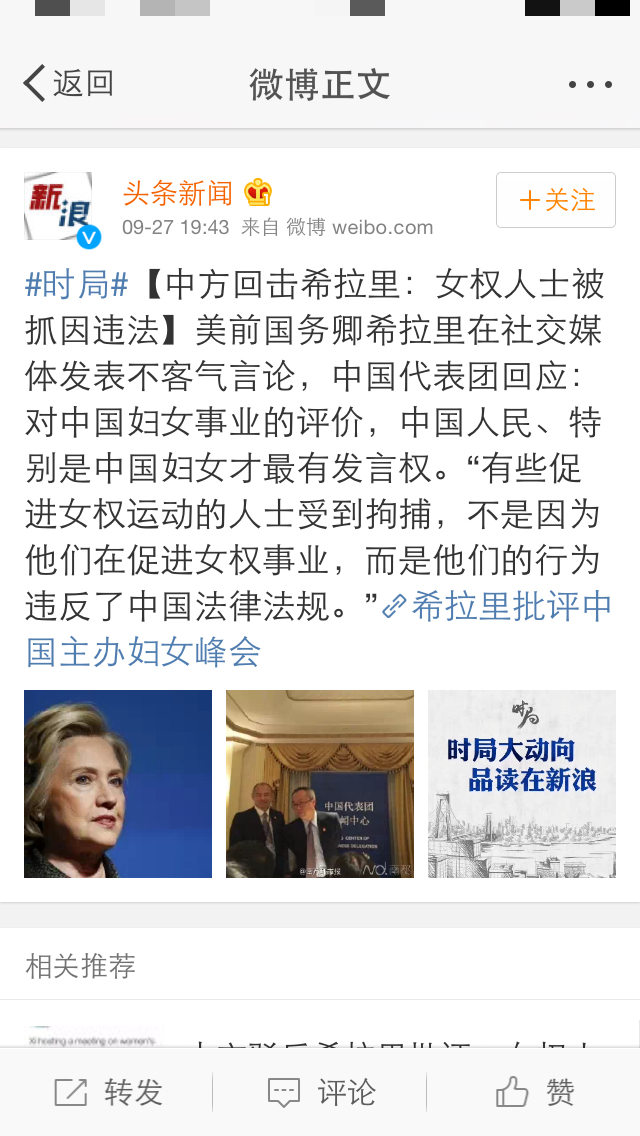 返回
微博正文
新
浪
头条新闻
09-27 19:43 来自 微博 weibo.com
关注
#时局#【中方回击希拉里：女权人士被
抓因违法】美前国务卿希拉里在社交媒
体发表不客气言论，中国代表团回应：
对中国妇女事业的评价，中国人民、特
别是中国妇女才最有发言权。“有些促
进女权运动的人士受到拘捕，不是因为
他们在促进女权事业，而是他们的行为
违反了中国法律法规。”希拉里批评中
国主办妇女峰会
中国代表团
闻中心
时局
时局大动向
品读在新浪
相关推荐
Xi hosting a meeting on women's
转发
评论
赞